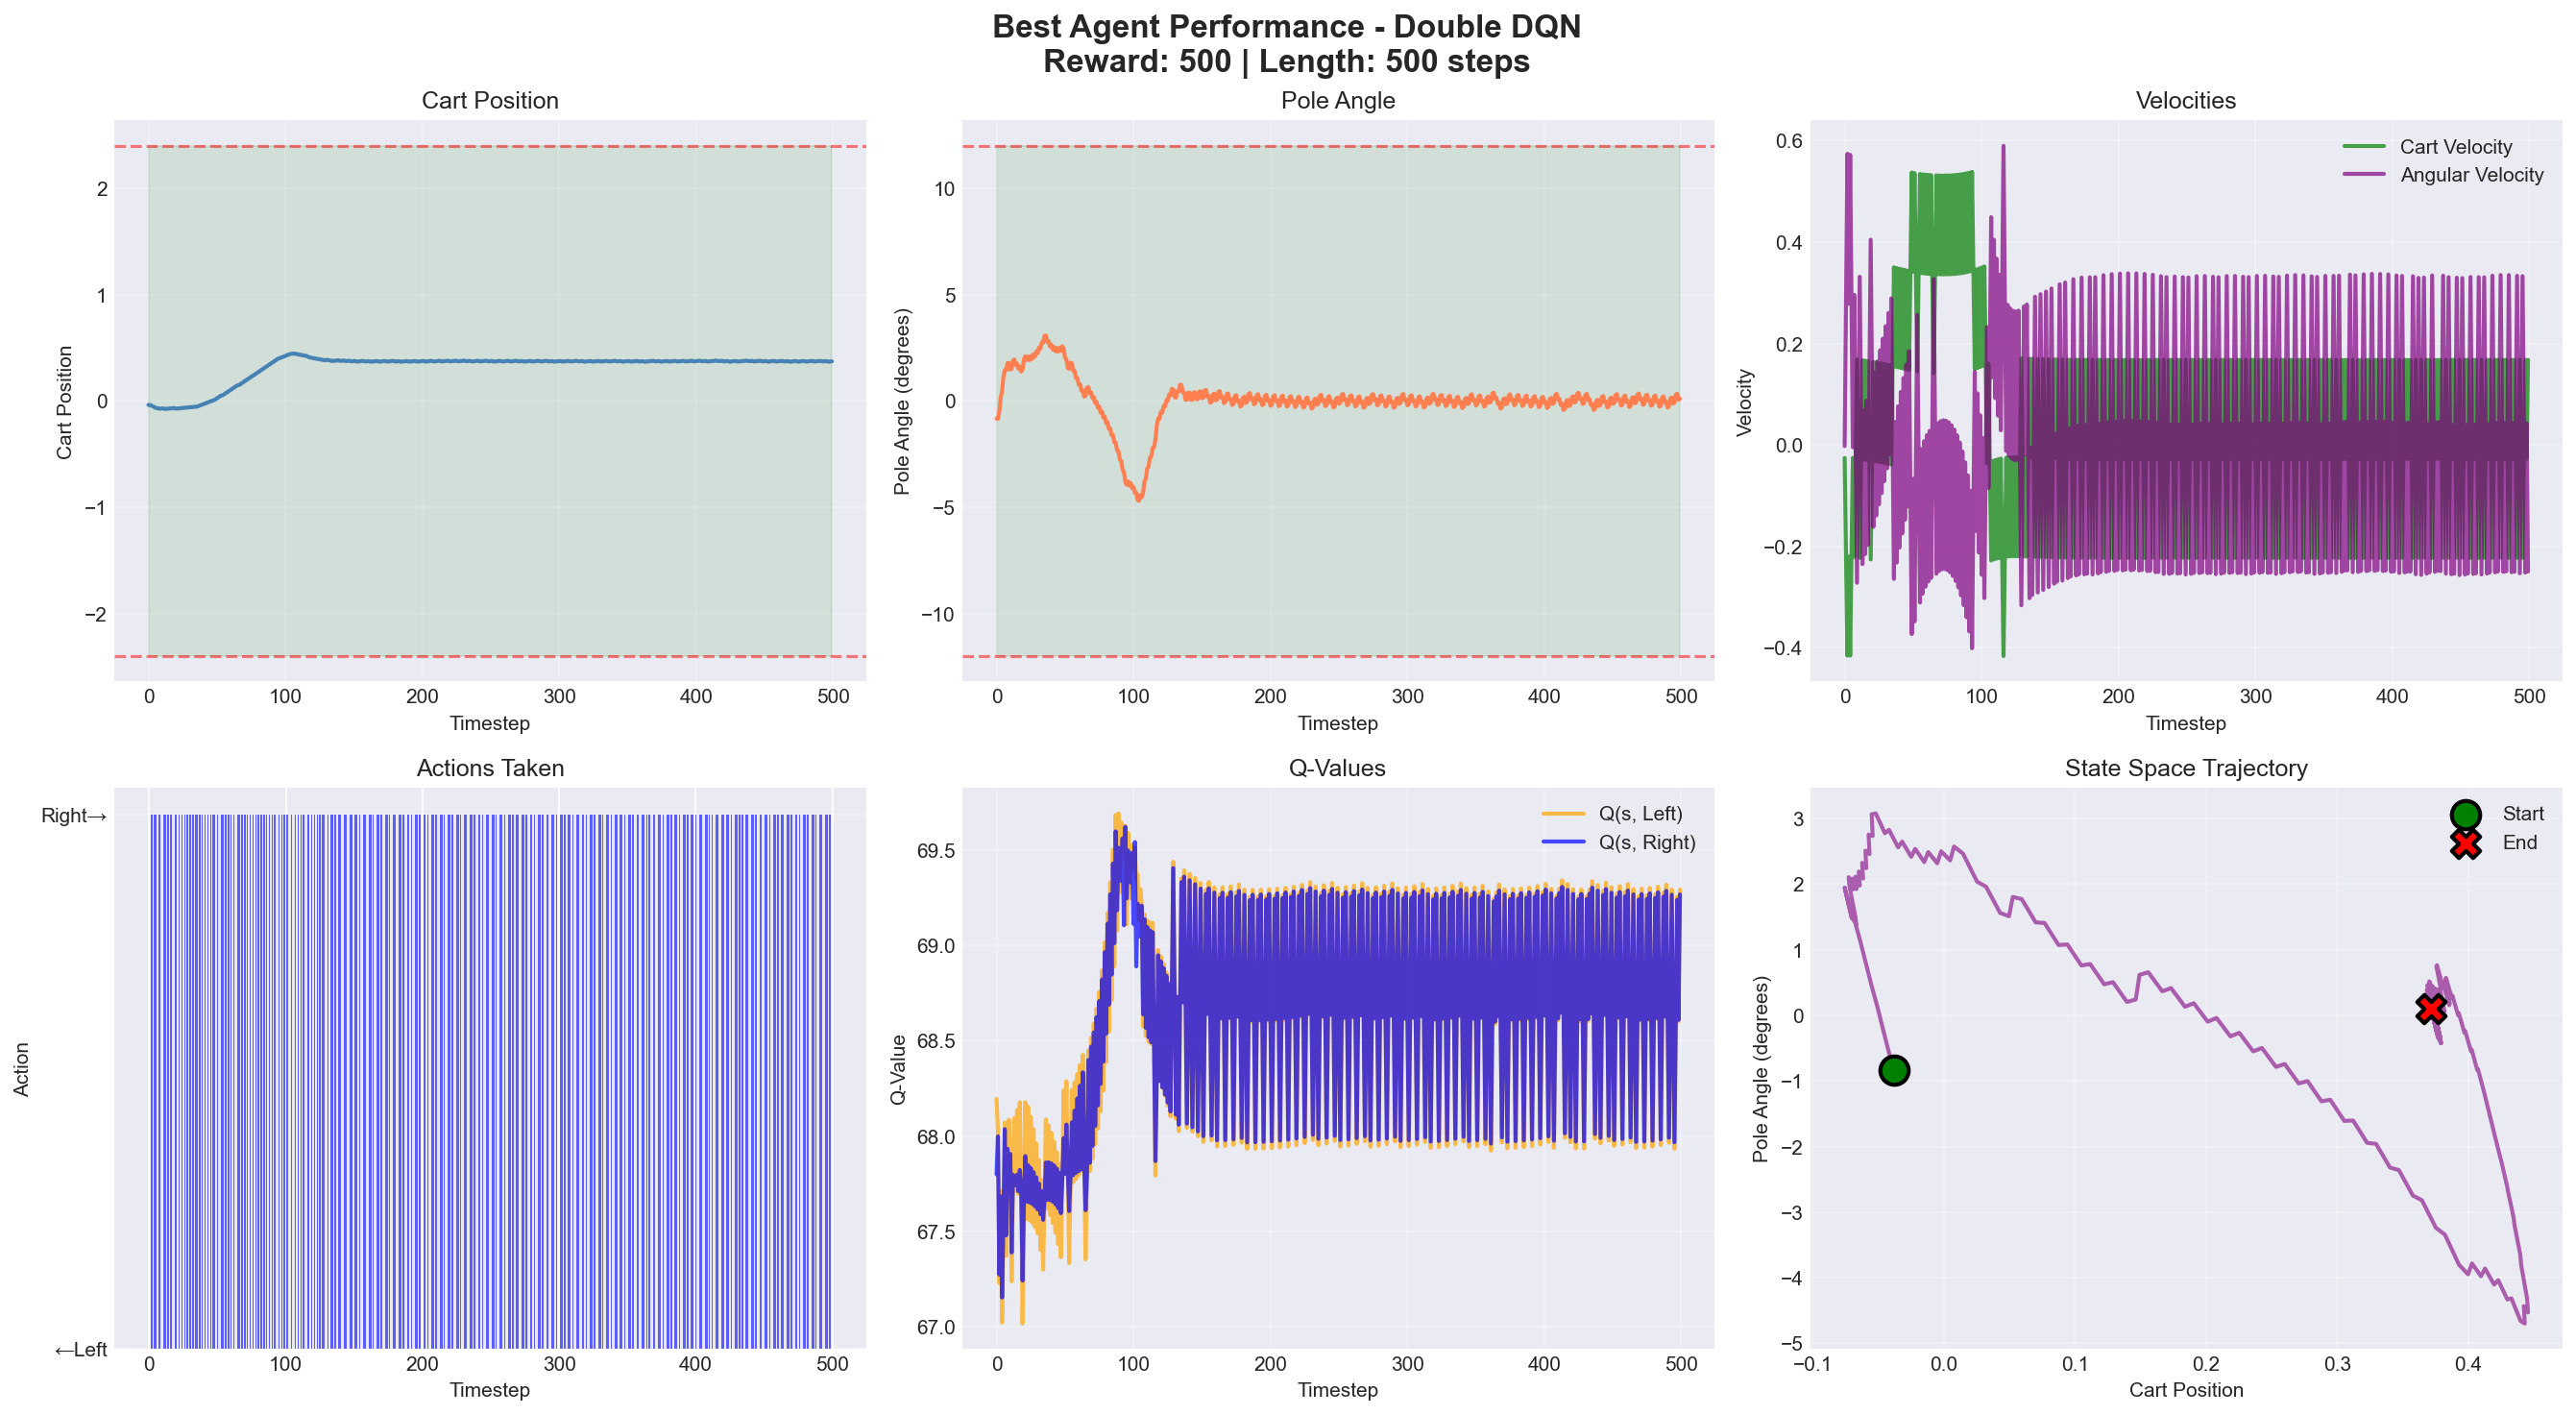 Best Agent Performance - Double DQN
Reward: 500 | Length: 500 steps
Cart Position
Cart Position
2
1
0
−1
−2
0 100 200 300 400 500
Timestep
Pole Angle
Pole Angle (degrees)
10
5
0
−5
−10
0 100 200 300 400 500
Timestep
Velocities
Velocity
0.6
0.4
0.2
0.0
−0.2
−0.4
Cart Velocity
Angular Velocity
0 100 200 300 400 500
Timestep
Actions Taken
Action
Right→
←Left
0 100 200 300 400 500
Timestep
Q-Values
Q-Value
69.5
69.0
68.5
68.0
67.5
67.0
Q(s, Left)
Q(s, Right)
0 100 200 300 400 500
Timestep
State Space Trajectory
Pole Angle (degrees)
3
2
1
0
−1
−2
−3
−4
−5
Start
End
−0.1 0.0 0.1 0.2 0.3 0.4
Cart Position